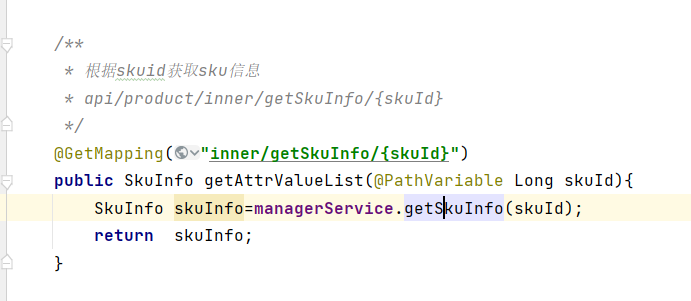 /**
* 根据skuid获取sku信息
* api/product/inner/getSkuInfo/{skuId}
*/
@GetMapping("inner/getSkuInfo/{skuId}")
public SkuInfo getAttrValueList(@PathVariable Long skuId){
SkuInfo skuInfo=managerService.getSkuInfo(skuId);
return  skuInfo;
}